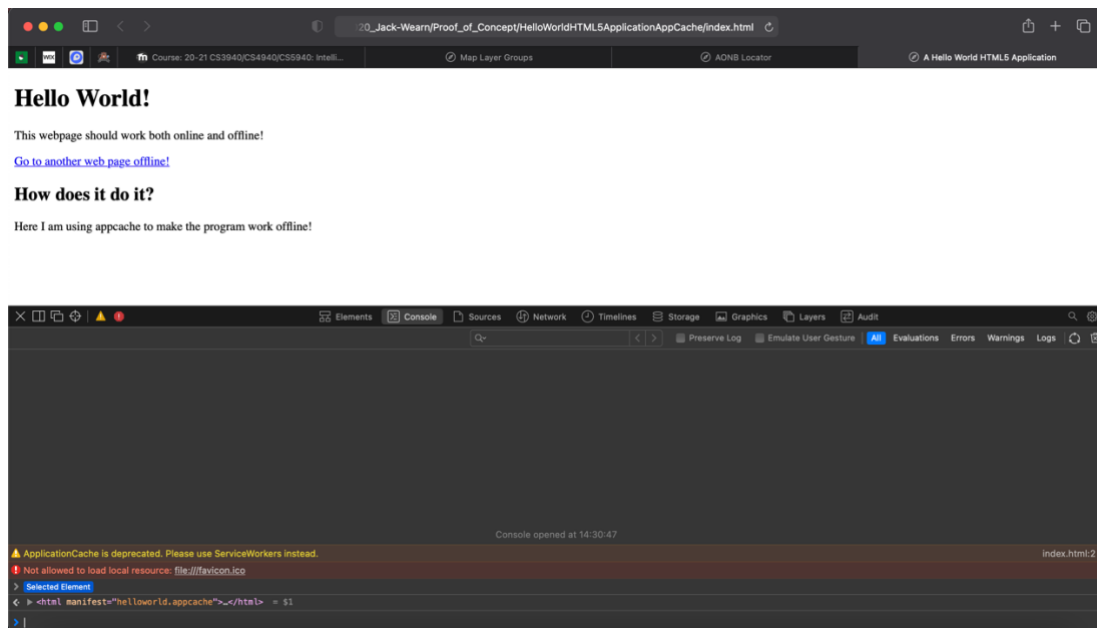 20_Jack-Wearn/Proof_of_Concept/HelloWorldHTML5ApplicationAppCache/index.html
WIX
Course: 20-21 CS3940/CS4940/CS5940: Intelli...
Map Layer Groups
AONB Locator
A Hello World HTML5 Application
Hello World!
This webpage should work both online and offline!
Go to another web page offline!
How does it do it?
Here I am using appcache to make the program work offline!
Elements Console Sources Network Timelines Storage Graphics Layers Audit
Preserve Log Emulate User Gesture All Evaluations Errors Warnings Logs
Console opened at 14:30:47
ApplicationCache is deprecated. Please use ServiceWorkers instead. index.html:2
Not allowed to load local resource: file:///favicon.ico
Selected Element
<html manifest="helloworld.appcache">…</html> = $1